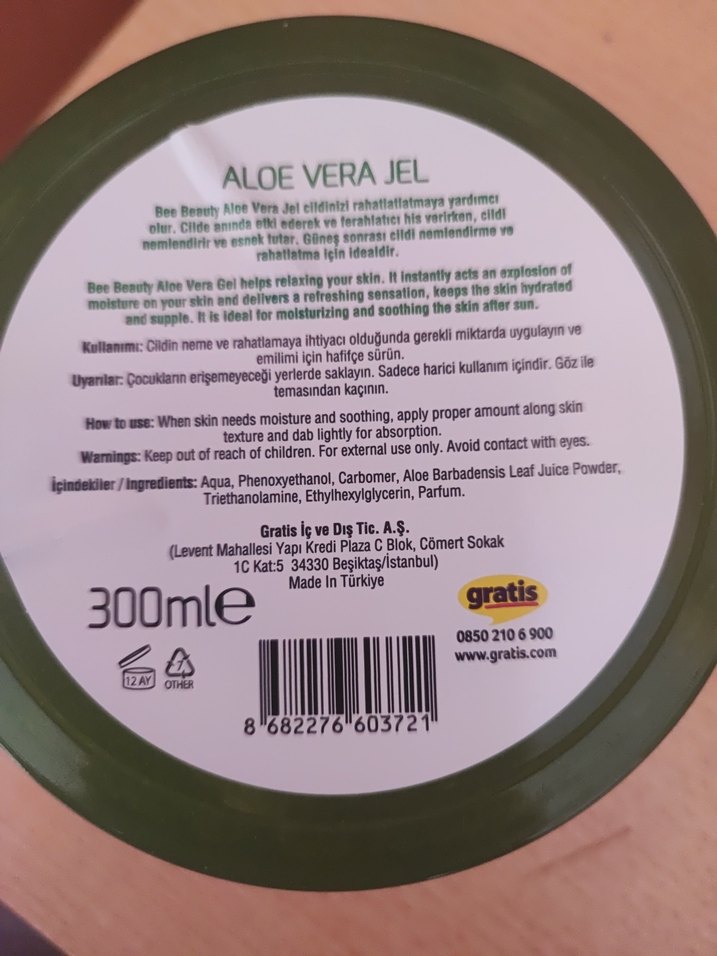 ALOE VERA JEL
Bee Beauty Aloe Vera Jel cildinizi rahatlatlatmaya yardımcı
olur. Cilde anında etki ederek ve ferahlatıcı his verirken, cildi
nemlendirir ve esnek tutar. Güneş sonrası cildi nemlendirme ve
rahatlatma için idealdir.
Bee Beauty Aloe Vera Gel helps relaxing your skin. It instantly acts an explosion of
moisture on your skin and delivers a refreshing sensation, keeps the skin hydrated
and supple. It is ideal for moisturizing and soothing the skin after sun.
Kullanımı: Cildin neme ve rahatlamaya ihtiyacı olduğunda gerekli miktarda uygulayın ve
emilimi için hafifçe sürün.
Uyarılar: Çocukların erişemeyeceği yerlerde saklayın. Sadece harici kullanım içindir. Göz ile
temasından kaçının.
How to use: When skin needs moisture and soothing, apply proper amount along skin
texture and dab lightly for absorption.
Warnings: Keep out of reach of children. For external use only. Avoid contact with eyes.
İçindekiler / Ingredients: Aqua, Phenoxyethanol, Carbomer, Aloe Barbadensis Leaf Juice Powder,
Triethanolamine, Ethylhexylglycerin, Parfum.
Gratis İç ve Dış Tic. A.Ş.
(Levent Mahallesi Yapı Kredi Plaza C Blok, Cömert Sokak
1C Kat:5 34330 Beşiktaş/İstanbul)
Made In Türkiye
300ml℮
gratis
0850 210 6 900
www.gratis.com
12 AY
7
OTHER
8 682276 603721